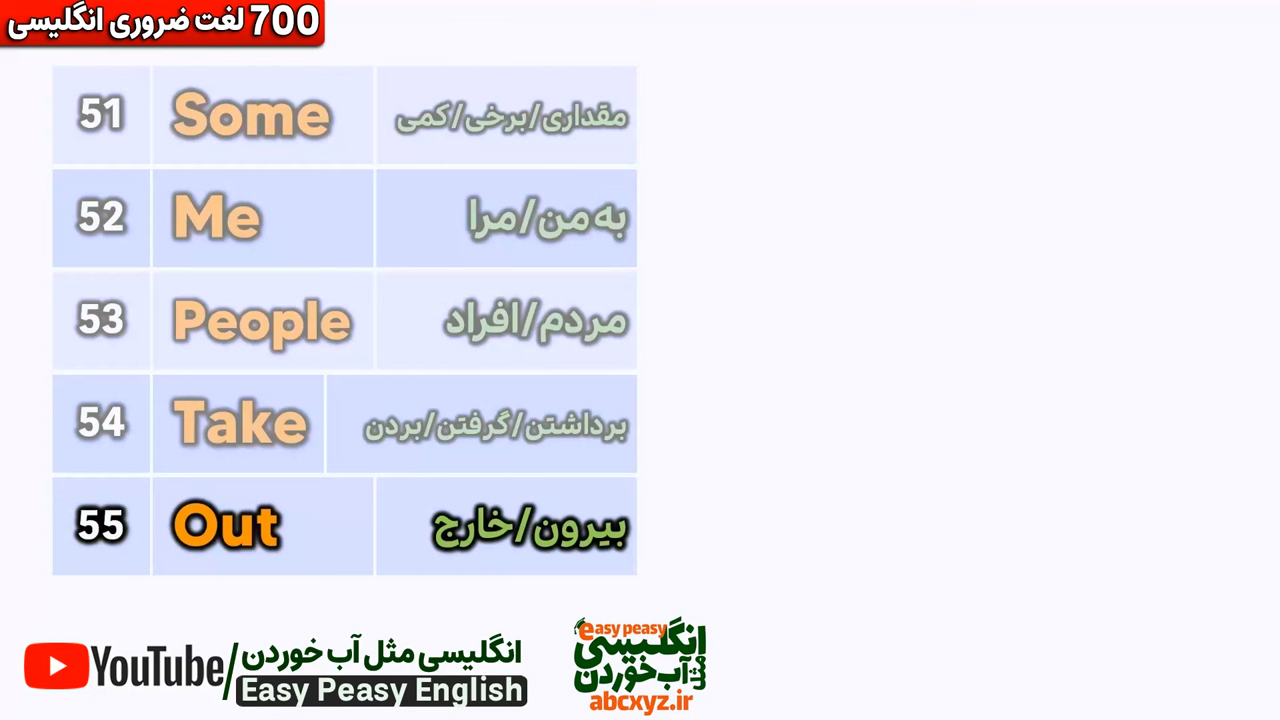 700 لغت ضروری انگلیسی
51 Some مقداری/برخی/کمی
52 Me به من/مرا
53 People مردم/افراد
54 Take برداشتن/گرفتن/بردن
55 Out بیرون/خارج
YouTube/انگلیسی مثل آب خوردن
Easy Peasy English
easy peasy
انگلیسی
مثل آب خوردن
abcxyz.ir